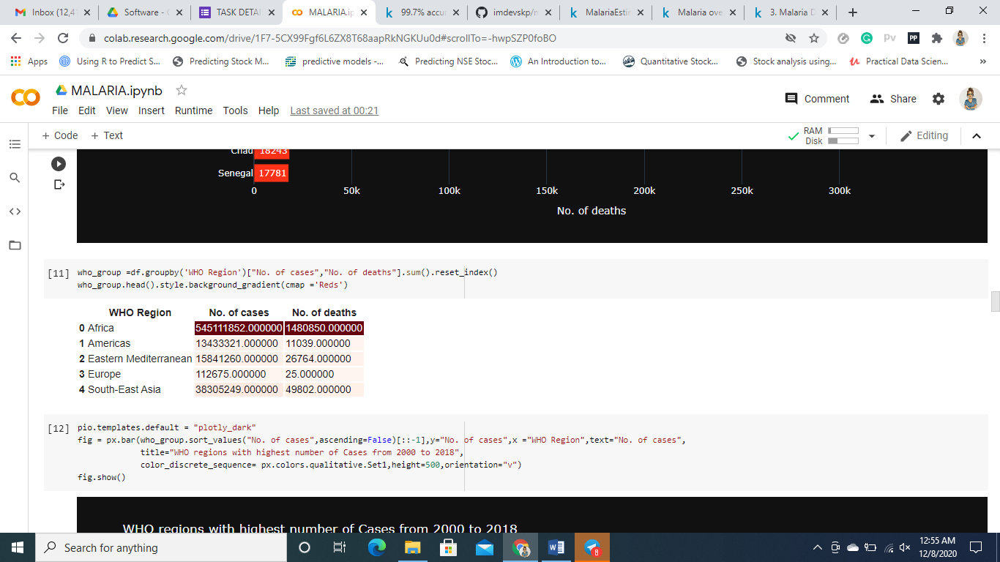 Inbox (12,4
Software - 
TASK DETAI
MALARIA.ip
99.7% accu
imdevskp/
MalariaEstir
Malaria ove
3. Malaria D
colab.research.google.com/drive/1F7-5CX99Fgf6L6ZX8T68aapRkNGKUu0d#scrollTo=-hwpSZP0foBO
Apps
Using R to Predict S...
Predicting Stock M...
predictive models -...
Predicting NSE Stoc...
An Introduction to...
Quantitative Stock...
Stock analysis using...
Practical Data Scien...
»
MALARIA.ipynb
Comment
Share
File Edit View Insert Runtime Tools Help Last saved at 00:21
+ Code + Text
RAM
Disk
Editing
Chad 18243
Senegal 17781
0 50k 100k 150k 200k 250k 300k
No. of deaths
[11] who_group =df.groupby('WHO Region')["No. of cases","No. of deaths"].sum().reset_index()
who_group.head().style.background_gradient(cmap ='Reds')
WHO Region No. of cases No. of deaths
0 Africa 545111852.000000 1480850.000000
1 Americas 13433321.000000 11039.000000
2 Eastern Mediterranean 15841260.000000 26764.000000
3 Europe 112675.000000 25.000000
4 South-East Asia 38305249.000000 49802.000000
[12] pio.templates.default = "plotly_dark"
fig = px.bar(who_group.sort_values("No. of cases",ascending=False)[::-1],y="No. of cases",x ="WHO Region",text="No. of cases",
title="WHO regions with highest number of Cases from 2000 to 2018",
color_discrete_sequence= px.colors.qualitative.Set1,height=500,orientation="v")
fig.show()
WHO regions with highest number of Cases from 2000 to 2018
Search for anything
8
12:55 AM
12/8/2020